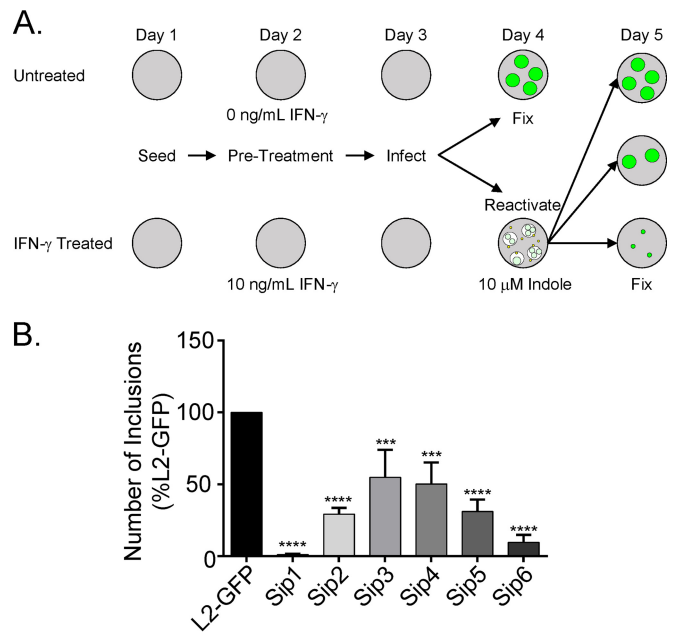 A.
Day 1 Day 2 Day 3 Day 4 Day 5
Untreated
0 ng/mL IFN-γ
Fix
Seed Pre-Treatment Infect
Reactivate
IFN-γ Treated
10 ng/mL IFN-γ
10 µM Indole
Fix
B.
Number of Inclusions
(%L2-GFP)
150
100
50
0
****
****
***
***
****
****
L2-GFP
Sip1
Sip2
Sip3
Sip4
Sip5
Sip6